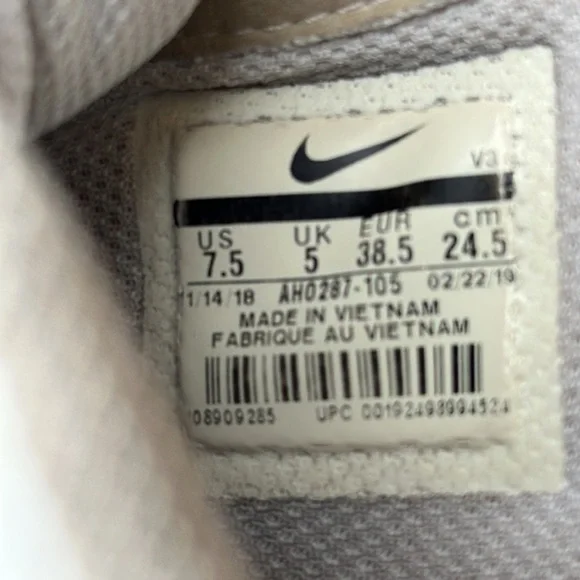 V3
US UK EUR cm
7.5 5 38.5 24.5
11/14/18 AH0287-105 02/22/19
MADE IN VIETNAM
FABRIQUE AU VIETNAM
08909285 UPC 00192498994524